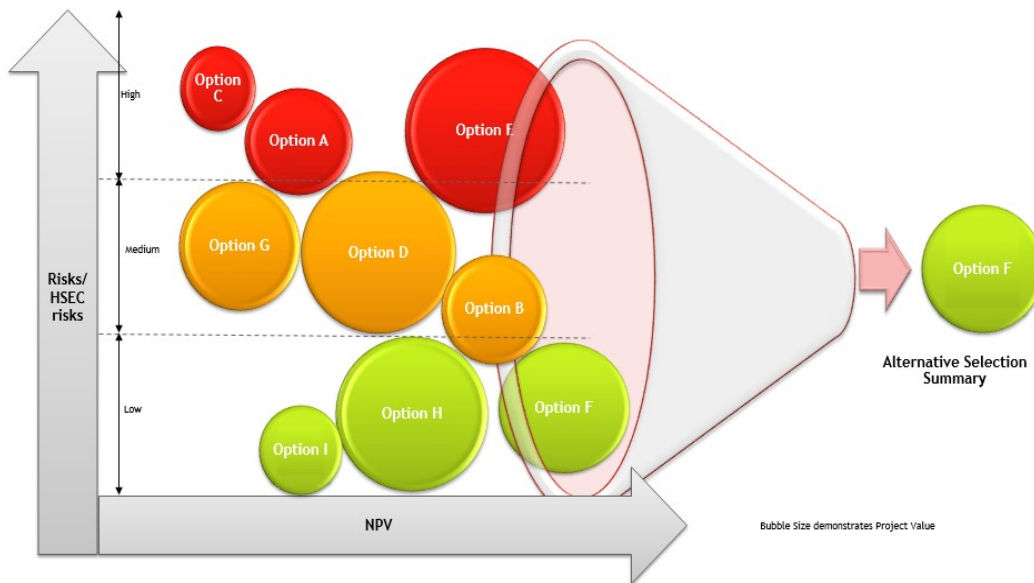 Option
C
High
Option A
Option E
Option G
Medium
Option D
Option F
Risks/
HSEC
risks
Option B
Alternative Selection
Summary
Low
Option H
Option F
Option I
NPV
Bubble Size demonstrates Project Value